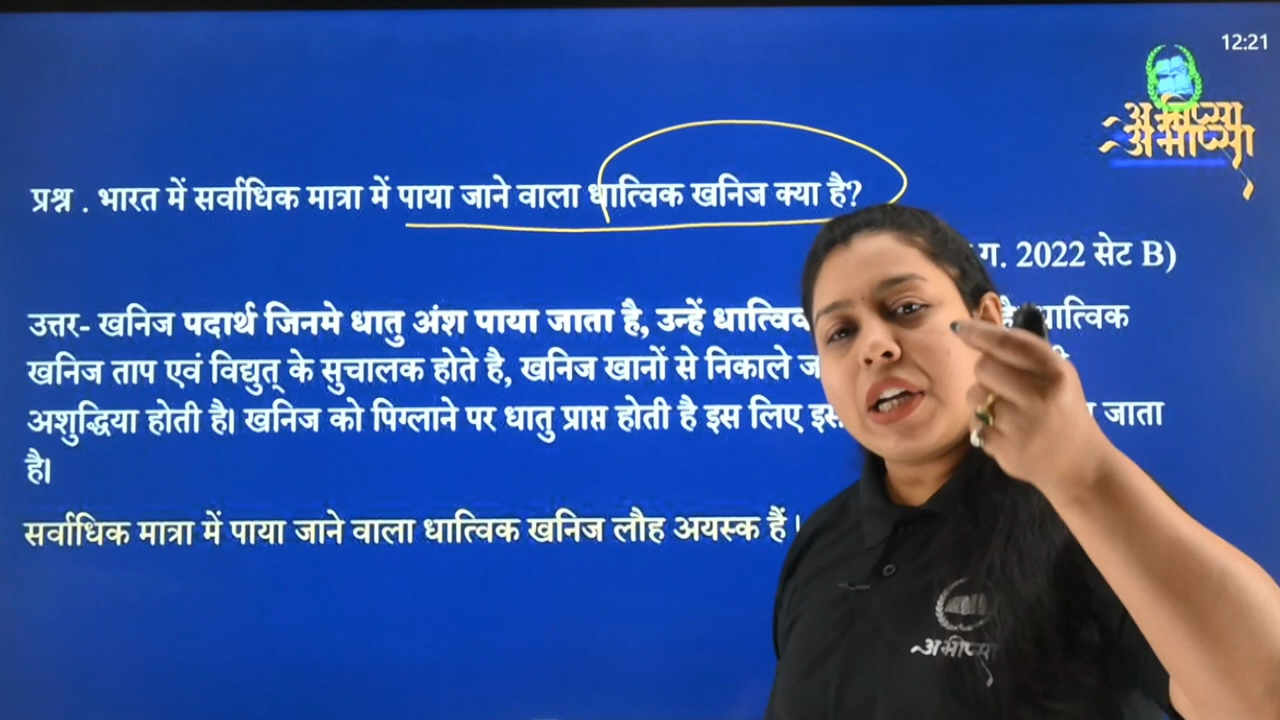 12:21
अभीप्सा
अभीप्सा
प्रश्न . भारत में सर्वाधिक मात्रा में पाया जाने वाला धात्विक खनिज क्या है?
ग. 2022 सेट B)
उत्तर- खनिज पदार्थ जिनमे धातु अंश पाया जाता है, उन्हें है धात्विक
खनिज ताप एवं विद्युत् के सुचालक होते है, खनिज खानों से निकाले
अशुद्धिया होती है। खनिज को पिग्लाने पर धातु प्राप्त होती है इस लिए जाता
है।
सर्वाधिक मात्रा में पाया जाने वाला धात्विक खनिज लौह अयस्क हैं |
अभीप्सा